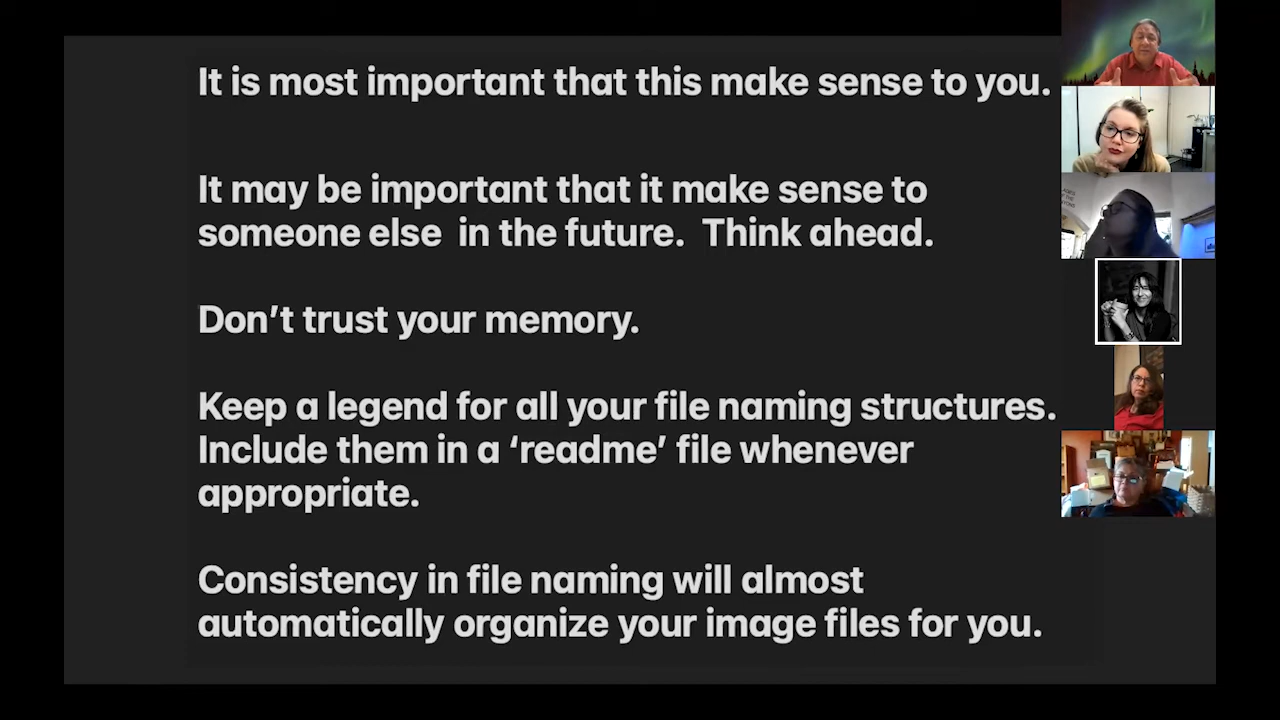 It is most important that this make sense to you.
It may be important that it make sense to
someone else  in the future.  Think ahead.
Don’t trust your memory.
Keep a legend for all your file naming structures.
Include them in a ‘readme’ file whenever
appropriate.
Consistency in file naming will almost
automatically organize your image files for you.